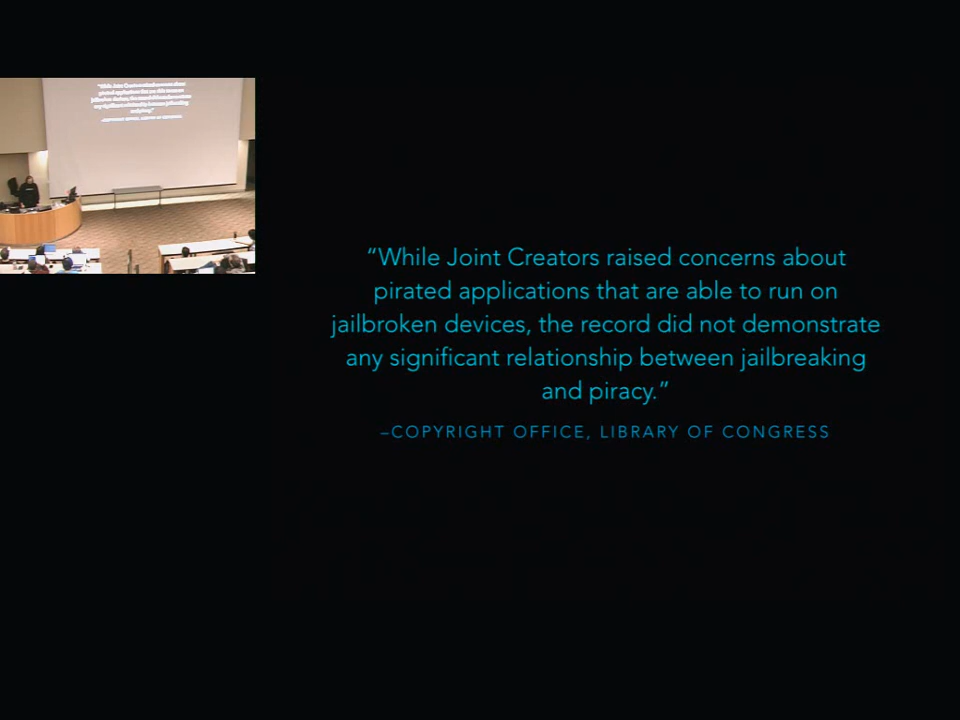 “While Joint Creators raised concerns about
pirated applications that are able to run on
jailbroken devices, the record did not demonstrate
any significant relationship between jailbreaking
and piracy.”
–COPYRIGHT OFFICE, LIBRARY OF CONGRESS